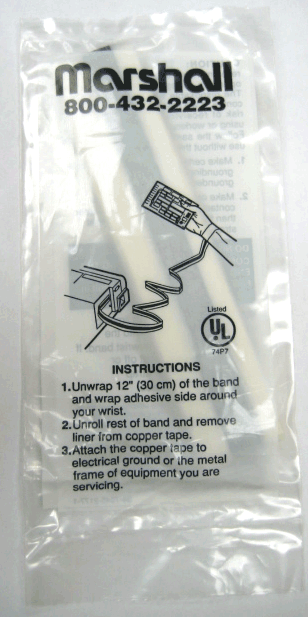 Marshall
800-432-2223
Listed
UL
74P7
INSTRUCTIONS
1.Unwrap 12" (30 cm) of the band
and wrap adhesive side around
your wrist.
2.Unroll rest of band and remove
liner from copper tape.
3.Attach the copper tape to
electrical ground or the metal
frame of equipment you are
servicing.